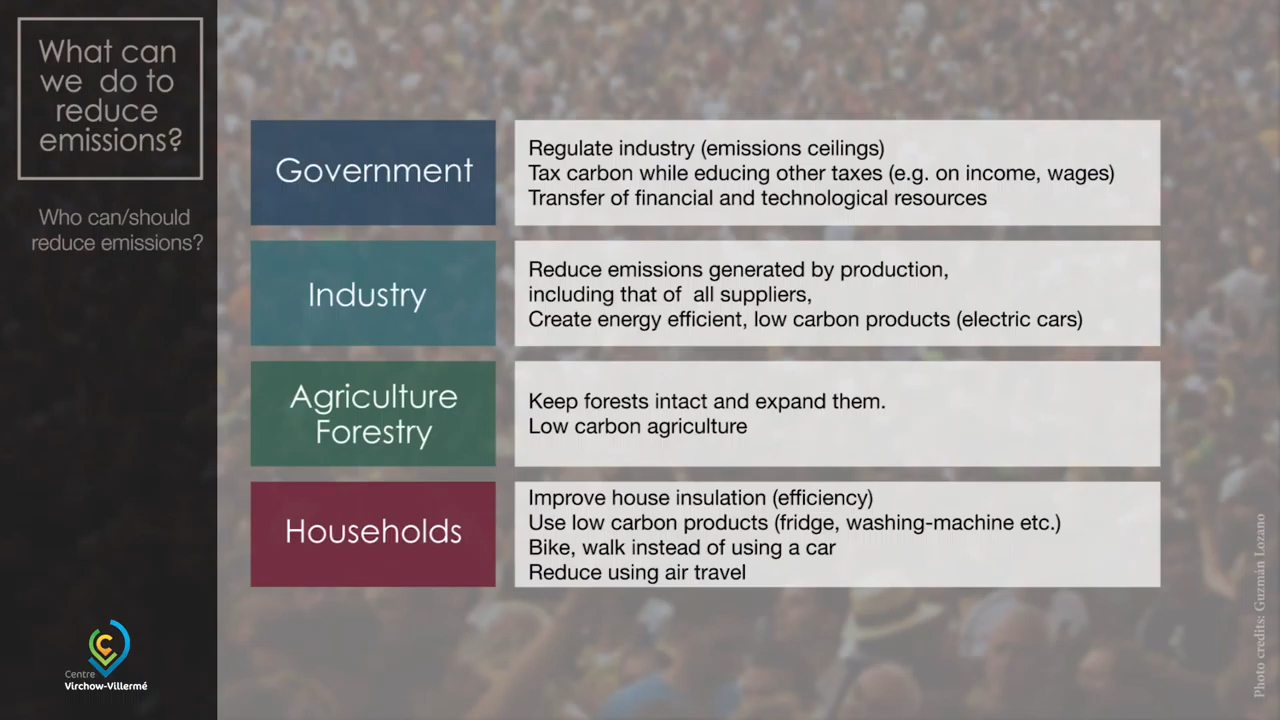 What can
we do to
reduce
emissions?
Who can/should
reduce emissions?
Government
Regulate industry (emissions ceilings)
Tax carbon while educing other taxes (e.g. on income, wages)
Transfer of financial and technological resources
Industry
Reduce emissions generated by production,
including that of all suppliers,
Create energy efficient, low carbon products (electric cars)
Agriculture
Forestry
Keep forests intact and expand them.
Low carbon agriculture
Households
Improve house insulation (efficiency)
Use low carbon products (fridge, washing-machine etc.)
Bike, walk instead of using a car
Reduce using air travel
Photo credits: Guzmán Lozano
C
Centre
Virchow-Villermé